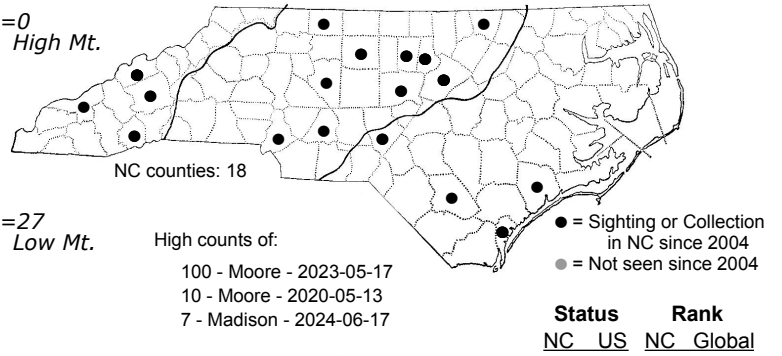 =0
High Mt.
NC counties: 18
=27
Low Mt.
High counts of:
100 - Moore - 2023-05-17
10 - Moore - 2020-05-13
7 - Madison - 2024-06-17
● = Sighting or Collection
in NC since 2004
● = Not seen since 2004
Status Rank
NC US NC Global